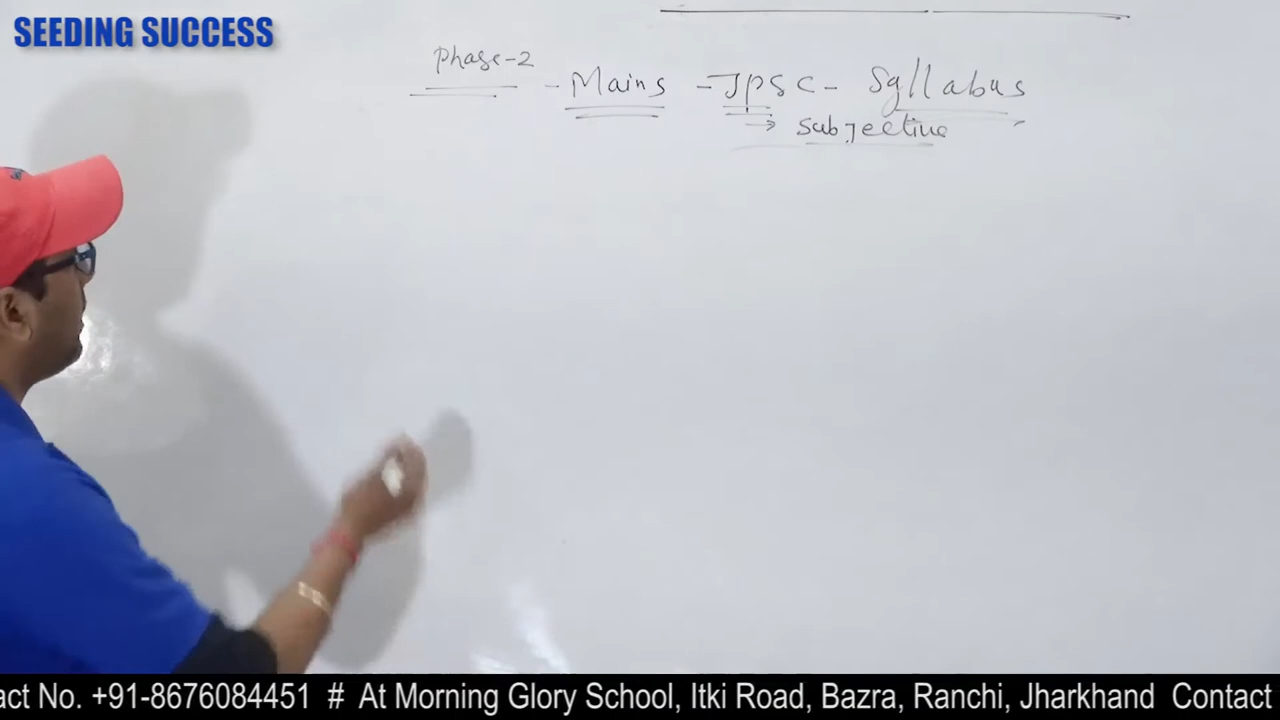 SEEDING SUCCESS
Phase-2 - Mains - JPSC - Syllabus
→ Subjective
act No. +91-8676084451 # At Morning Glory School, Itki Road, Bazra, Ranchi, Jharkhand Contact